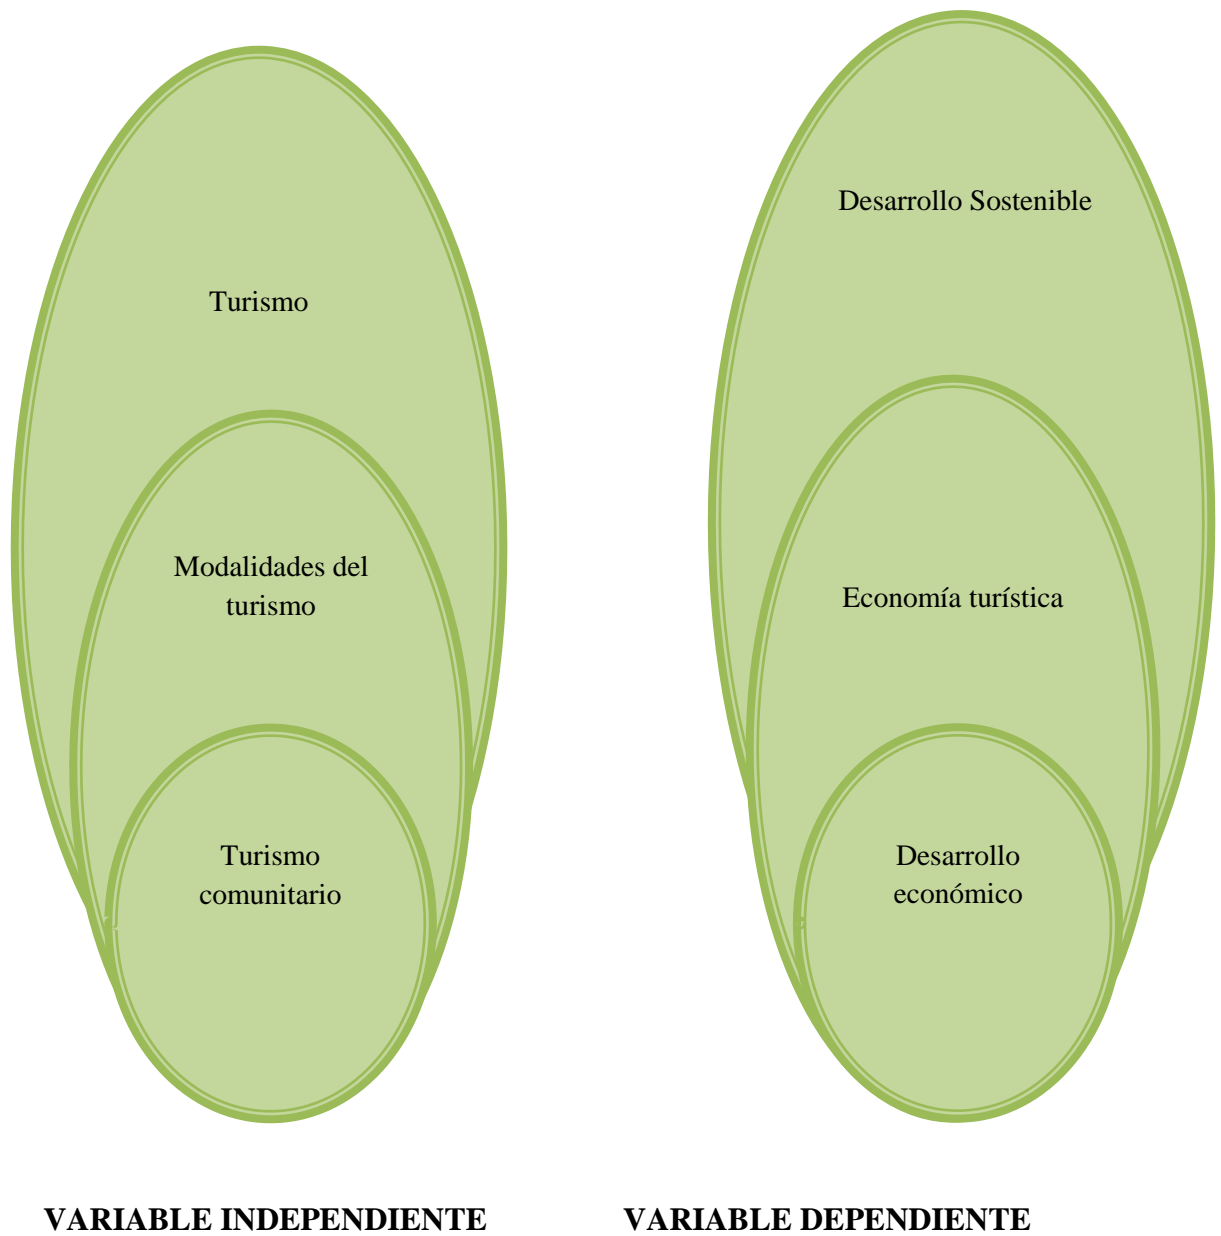 Turismo
Modalidades del
turismo
Turismo
comunitario
VARIABLE INDEPENDIENTE
Desarrollo Sostenible
Economía turística
Desarrollo
económico
VARIABLE DEPENDIENTE